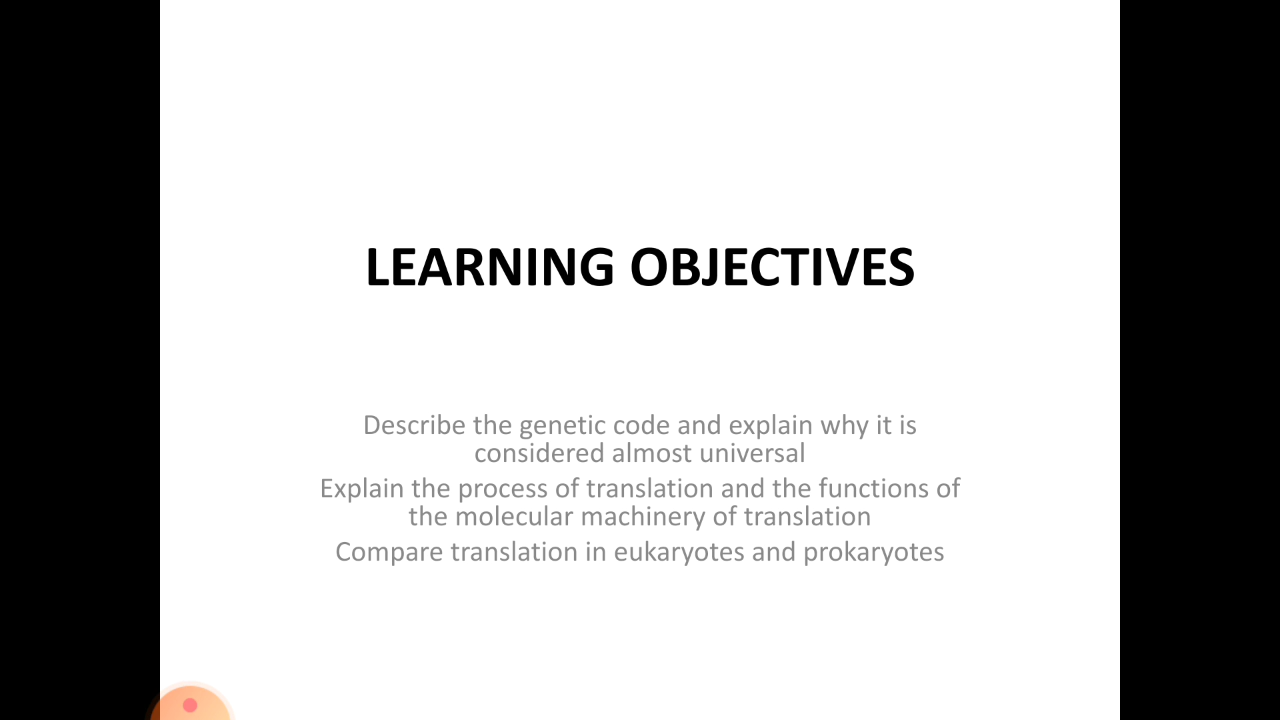 LEARNING OBJECTIVES
Describe the genetic code and explain why it is
considered almost universal
Explain the process of translation and the functions of
the molecular machinery of translation
Compare translation in eukaryotes and prokaryotes